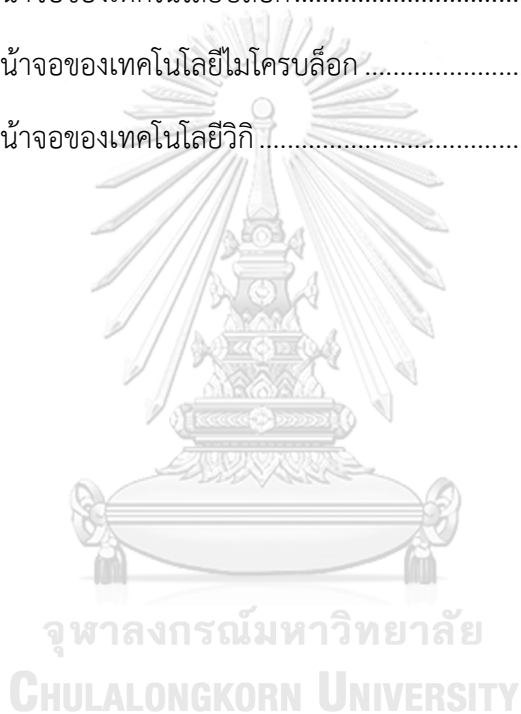 น้าจอของเทคโนโลยีไมโครบล็อก ......................
น้าจอของเทคโนโลยีวิกิ .....................................
จุฬาลงกรณ์มหาวิทยาลัย
CHULALONGKORN UNIVERSITY